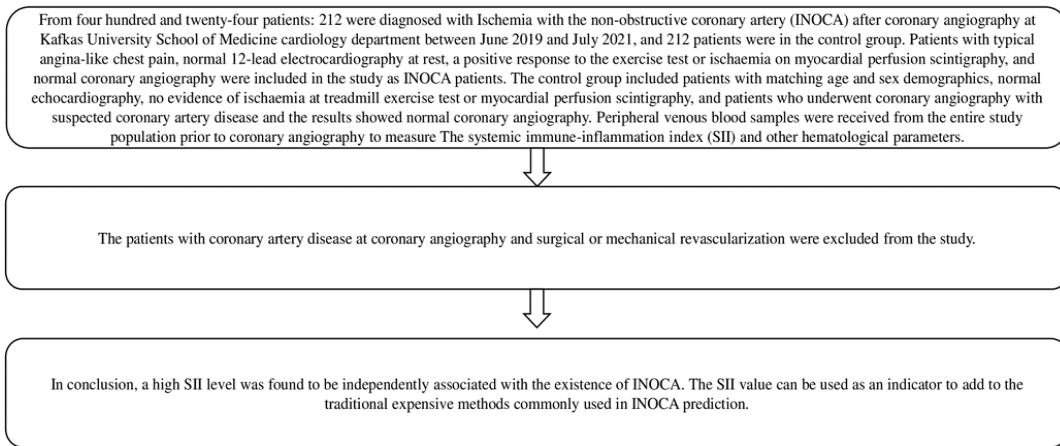 From four hundred and twenty-four patients: 212 were diagnosed with Ischemia with the non-obstructive coronary artery (INOCA) after coronary angiography at
Kafkas University School of Medicine cardiology department between June 2019 and July 2021, and 212 patients were in the control group. Patients with typical
angina-like chest pain, normal 12-lead electrocardiography at rest, a positive response to the exercise test or ischaemia on myocardial perfusion scintigraphy, and
normal coronary angiography were included in the study as INOCA patients. The control group included patients with matching age and sex demographics, normal
echocardiography, no evidence of ischaemia at treadmill exercise test or myocardial perfusion scintigraphy, and patients who underwent coronary angiography with
suspected coronary artery disease and the results showed normal coronary angiography. Peripheral venous blood samples were received from the entire study
population prior to coronary angiography to measure The systemic immune-inflammation index (SII) and other hematological parameters.
The patients with coronary artery disease at coronary angiography and surgical or mechanical revascularization were excluded from the study.
In conclusion, a high SII level was found to be independently associated with the existence of INOCA. The SII value can be used as an indicator to add to the
traditional expensive methods commonly used in INOCA prediction.